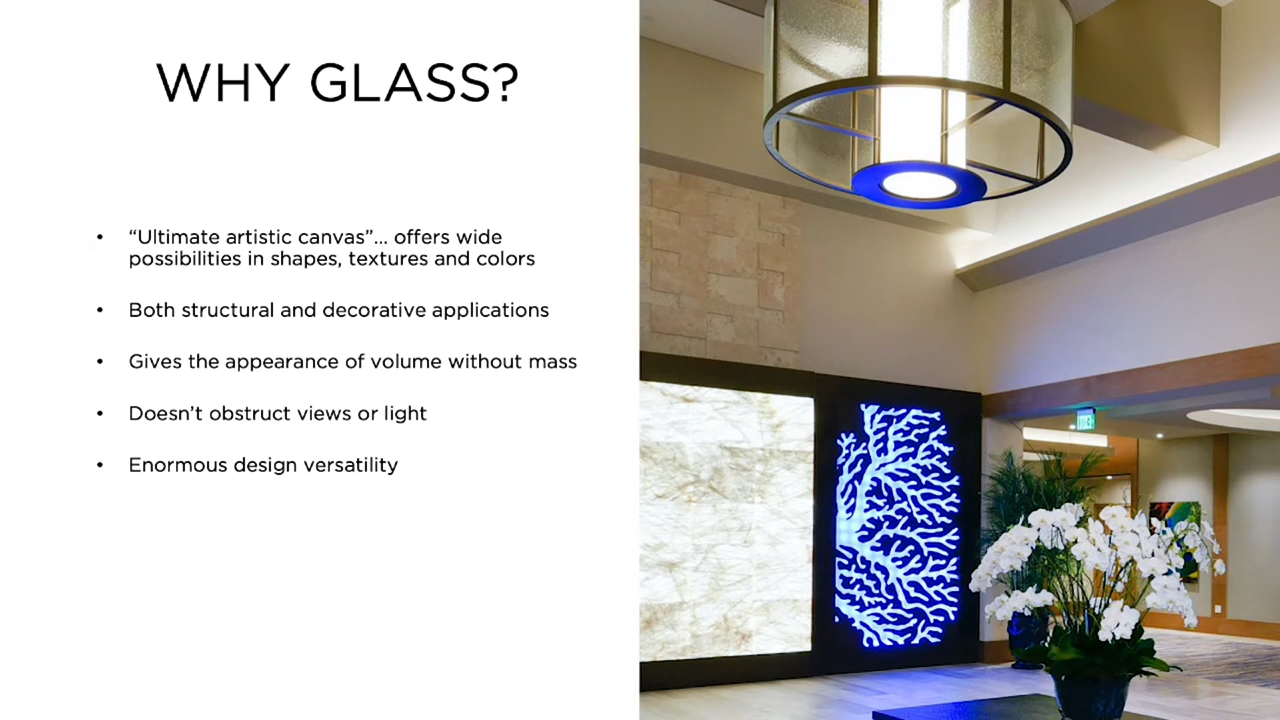 WHY GLASS?
• “Ultimate artistic canvas”... offers wide
possibilities in shapes, textures and colors
• Both structural and decorative applications
• Gives the appearance of volume without mass
• Doesn’t obstruct views or light
• Enormous design versatility
EXIT